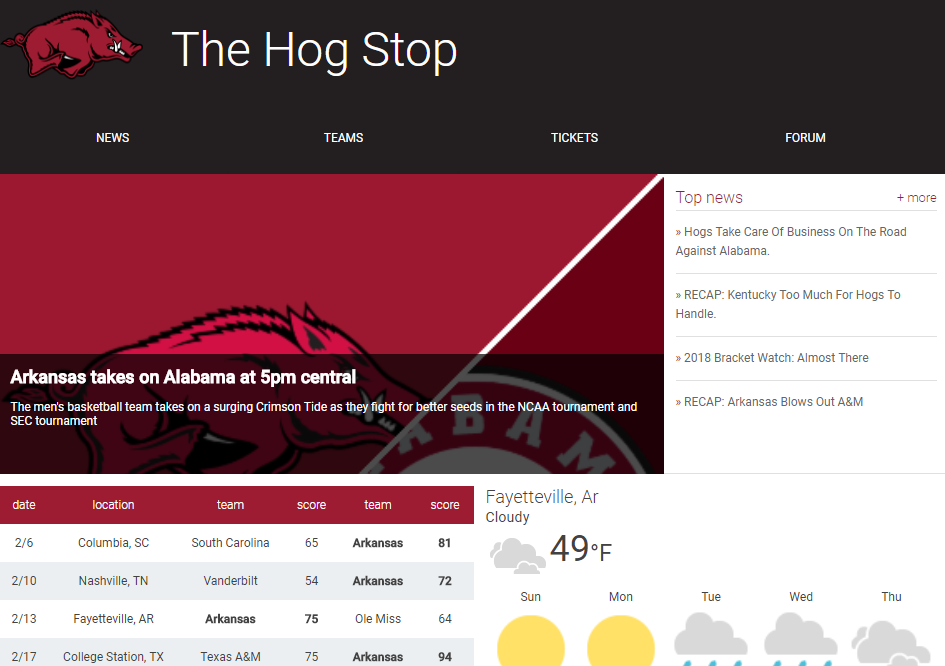 The Hog Stop
NEWS TEAMS TICKETS FORUM
Arkansas takes on Alabama at 5pm central
The men's basketball team takes on a surging Crimson Tide as they fight for better seeds in the NCAA tournament and
SEC tournament
ALABAMA
Top news + more
» Hogs Take Care Of Business On The Road
Against Alabama.
» RECAP: Kentucky Too Much For Hogs To
Handle.
» 2018 Bracket Watch: Almost There
» RECAP: Arkansas Blows Out A&M
date location team score team score
2/6 Columbia, SC South Carolina 65 Arkansas 81
2/10 Nashville, TN Vanderbilt 54 Arkansas 72
2/13 Fayetteville, AR Arkansas 75 Ole Miss 64
2/17 College Station, TX Texas A&M 75 Arkansas 94
Fayetteville, Ar
Cloudy
49°F
Sun Mon Tue Wed Thu